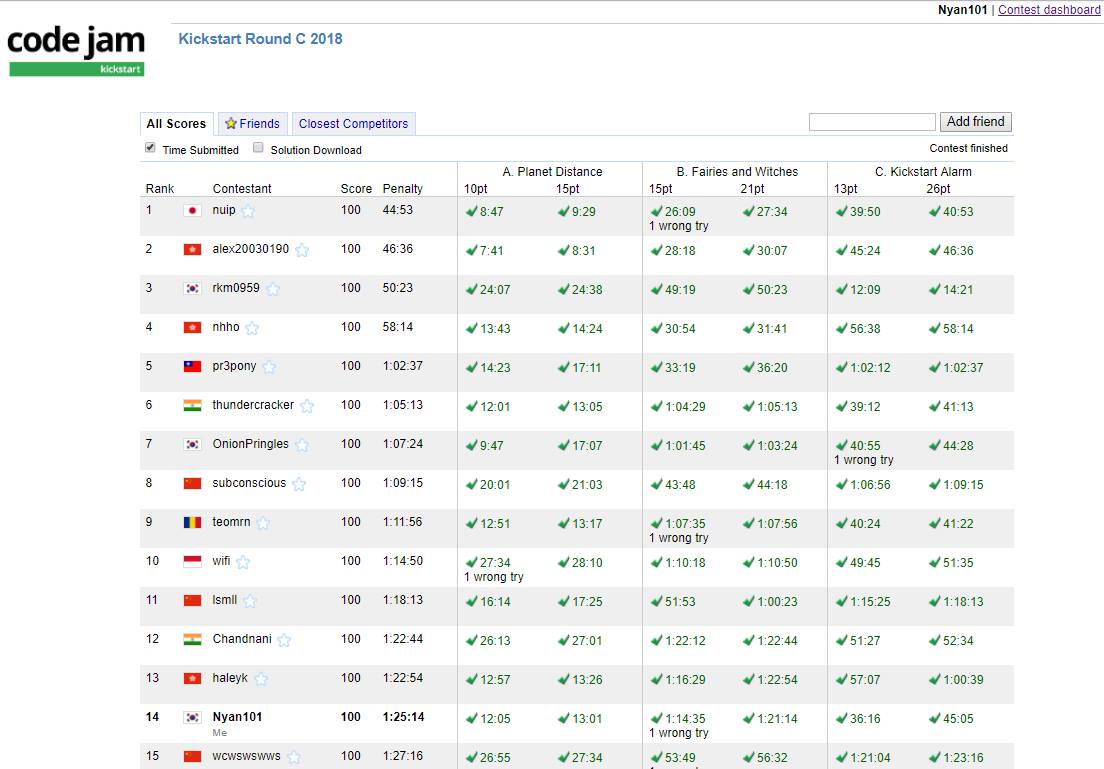 Nyan101 | Contest dashboard
code jam
kickstart
Kickstart Round C 2018
All Scores Friends Closest Competitors Add friend
Time Submitted Solution Download Contest finished
A. Planet Distance B. Fairies and Witches C. Kickstart Alarm
Rank Contestant Score Penalty 10pt 15pt 15pt 21pt 13pt 26pt
1 nuip 100 44:53 8:47 9:29 26:09 27:34 39:50 40:53
1 wrong try
2 alex20030190 100 46:36 7:41 8:31 28:18 30:07 45:24 46:36
3 rkm0959 100 50:23 24:07 24:38 49:19 50:23 12:09 14:21
4 nhho 100 58:14 13:43 14:24 30:54 31:41 56:38 58:14
5 pr3pony 100 1:02:37 14:23 17:11 33:19 36:20 1:02:12 1:02:37
6 thundercracker 100 1:05:13 12:01 13:05 1:04:29 1:05:13 39:12 41:13
7 OnionPringles 100 1:07:24 9:47 17:07 1:01:45 1:03:24 40:55 44:28
1 wrong try
8 subconscious 100 1:09:15 20:01 21:03 43:48 44:18 1:06:56 1:09:15
9 teomrn 100 1:11:56 12:51 13:17 1:07:35 1:07:56 40:24 41:22
1 wrong try
10 wifi 100 1:14:50 27:34 28:10 1:10:18 1:10:50 49:45 51:35
1 wrong try
11 lsmll 100 1:18:13 16:14 17:25 51:53 1:00:23 1:15:25 1:18:13
12 Chandnani 100 1:22:44 26:13 27:01 1:22:12 1:22:44 51:27 52:34
13 haleyk 100 1:22:54 12:57 13:26 1:16:29 1:22:54 57:07 1:00:39
14 Nyan101 100 1:25:14 12:05 13:01 1:14:35 1:21:14 36:16 45:05
Me 1 wrong try
15 wcwswswws 100 1:27:16 26:55 27:34 53:49 56:32 1:21:04 1:23:16